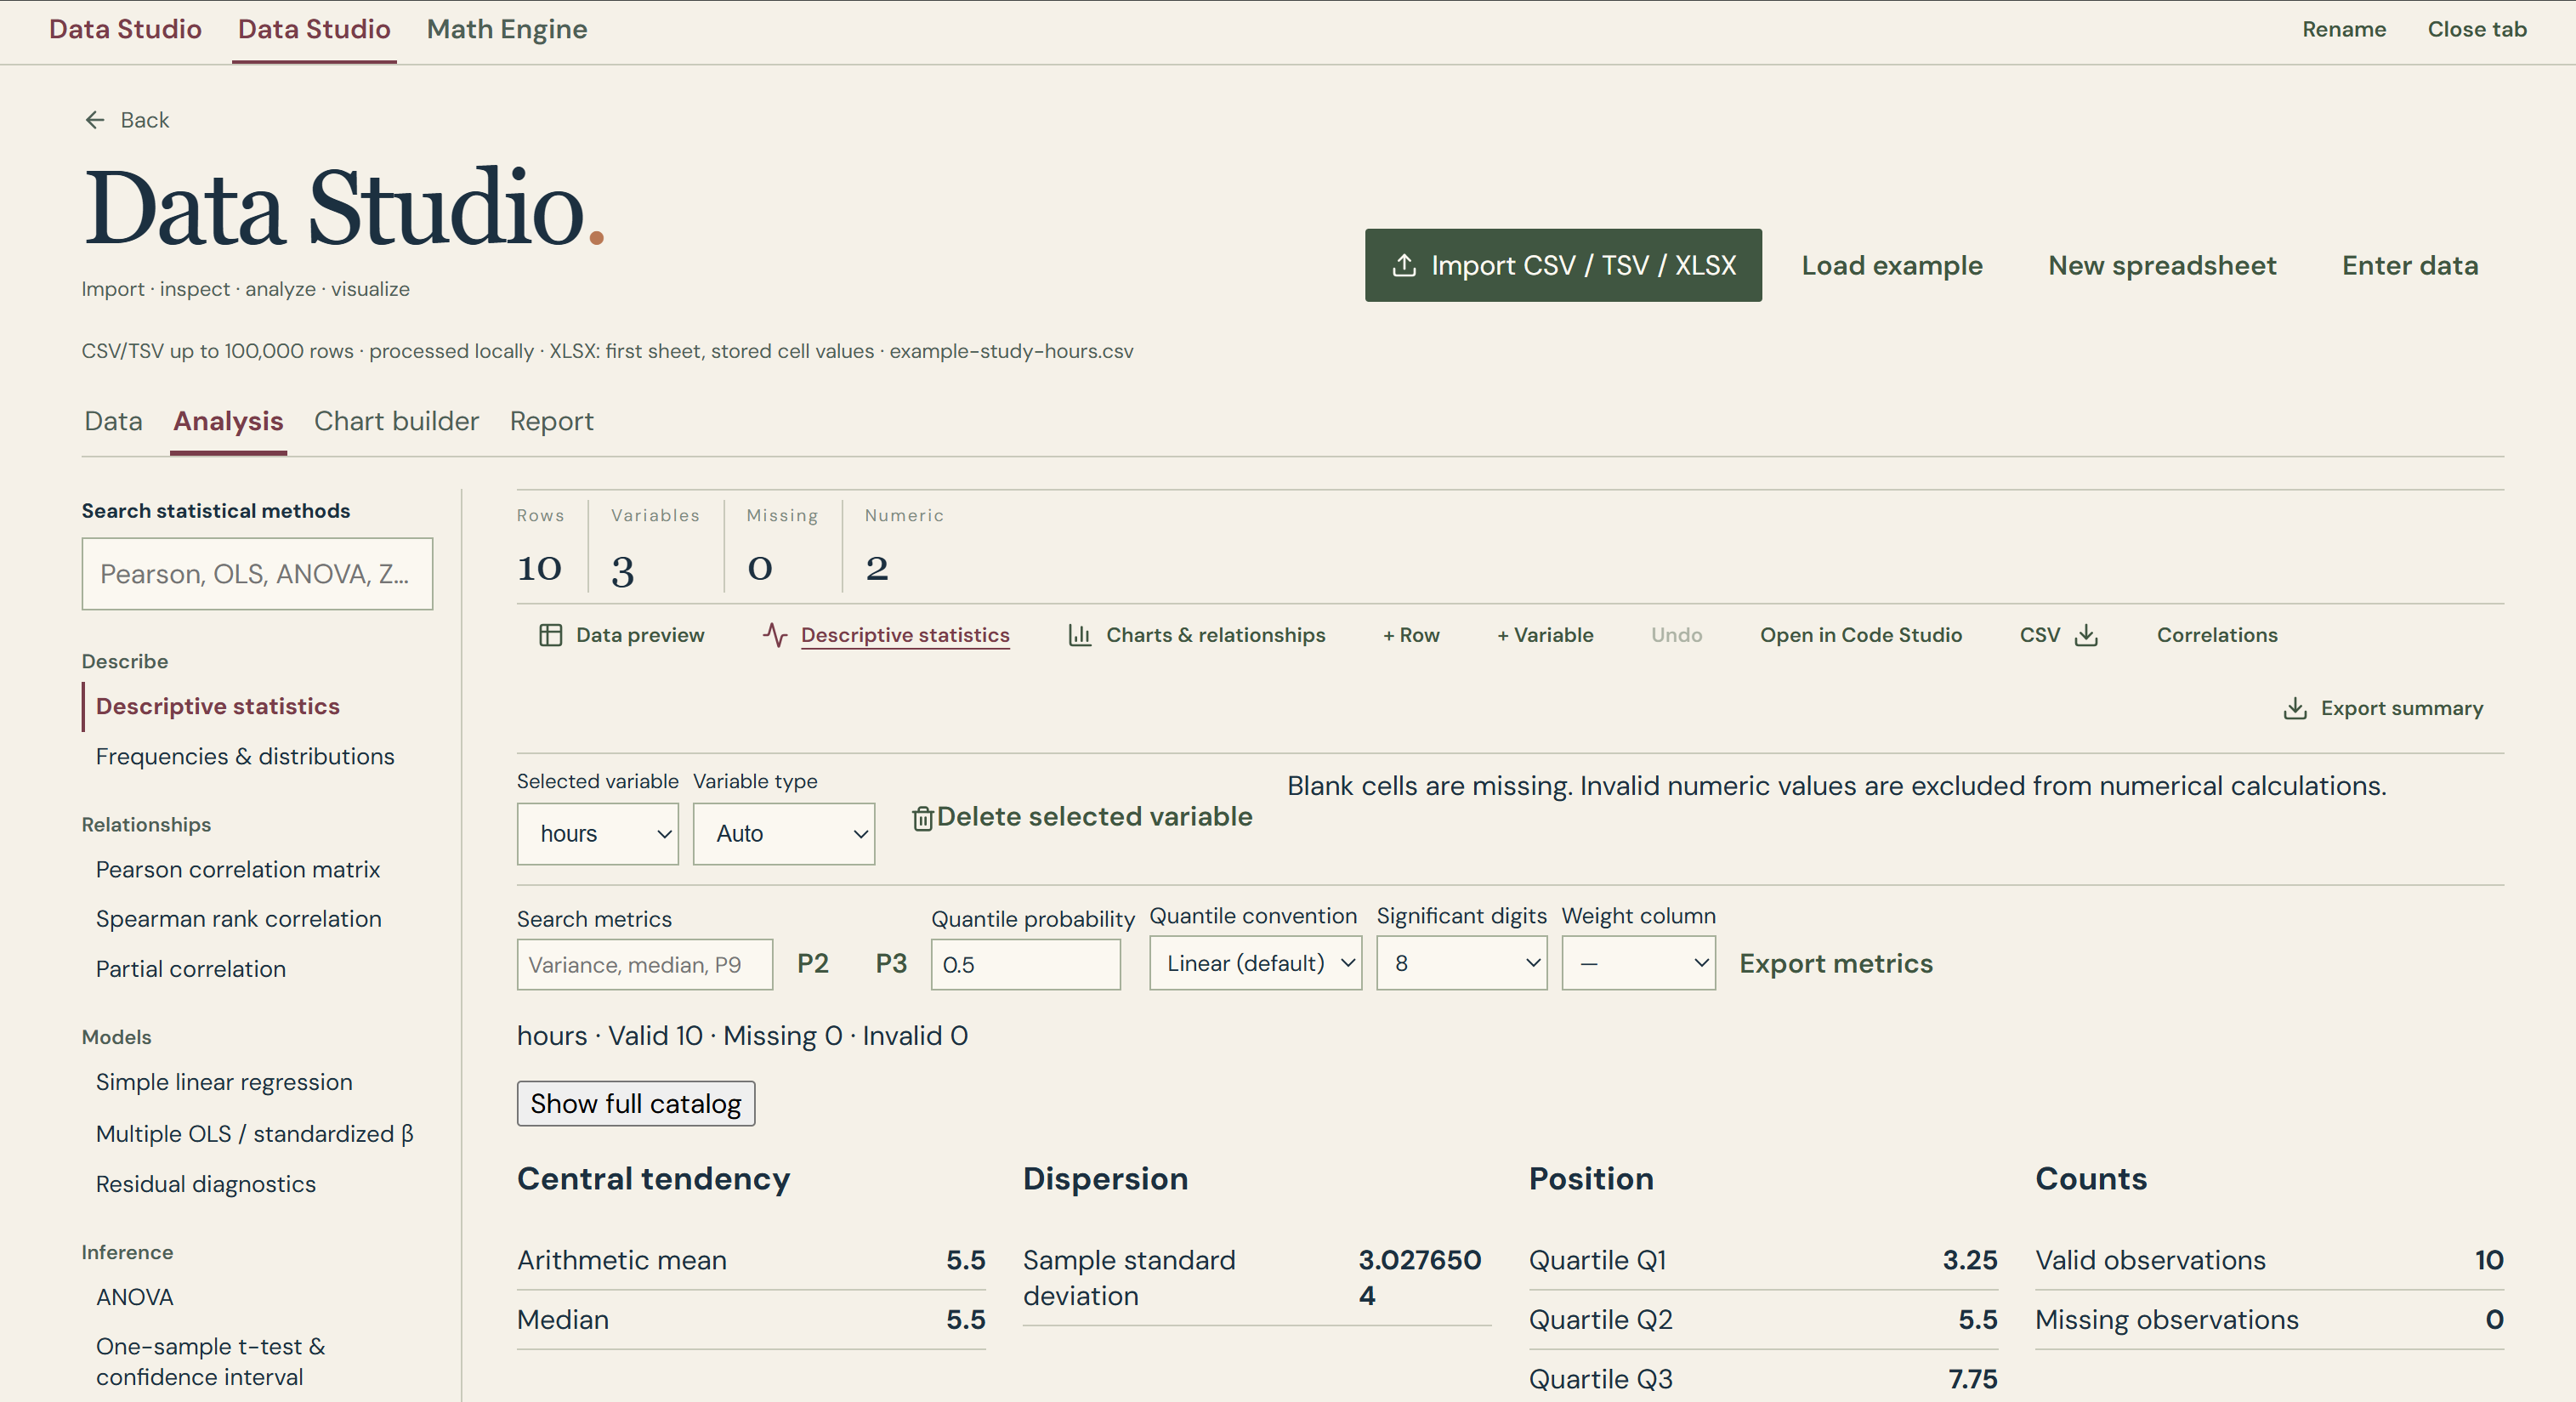 Data Studio Data Studio Math Engine Rename Close tab
Back
Data Studio.
Import · inspect · analyze · visualize
Import CSV / TSV / XLSX Load example New spreadsheet Enter data
CSV/TSV up to 100,000 rows · processed locally · XLSX: first sheet, stored cell values · example-study-hours.csv
Data Analysis Chart builder Report
Search statistical methods
Pearson, OLS, ANOVA, Z...
Describe
Descriptive statistics
Frequencies & distributions
Relationships
Pearson correlation matrix
Spearman rank correlation
Partial correlation
Models
Simple linear regression
Multiple OLS / standardized β
Residual diagnostics
Inference
ANOVA
One-sample t-test &
confidence interval
Rows Variables Missing Numeric
10 3 0 2
Data preview Descriptive statistics Charts & relationships + Row + Variable Undo Open in Code Studio CSV Correlations
Export summary
Selected variable Variable type
hours Auto Delete selected variable
Blank cells are missing. Invalid numeric values are excluded from numerical calculations.
Search metrics Quantile probability Quantile convention Significant digits Weight column
Variance, median, P9 P2 P3 0.5 Linear (default) 8 — Export metrics
hours · Valid 10 · Missing 0 · Invalid 0
Show full catalog
Central tendency
Arithmetic mean 5.5
Median 5.5
Dispersion
Sample standard 3.027650
deviation 4
Position
Quartile Q1 3.25
Quartile Q2 5.5
Quartile Q3 7.75
Counts
Valid observations 10
Missing observations 0